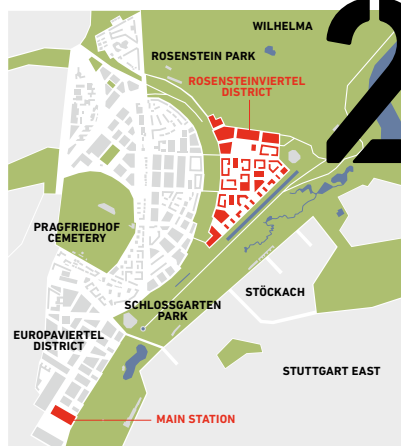 WILHELMA
2
ROSENSTEIN PARK
ROSENSTEINVIERTEL
DISTRICT
PRAGFRIEDHOF
CEMETERY
SCHLOSSGARTEN
PARK
STÖCKACH
EUROPAVIERTEL
DISTRICT
STUTTGART EAST
MAIN STATION